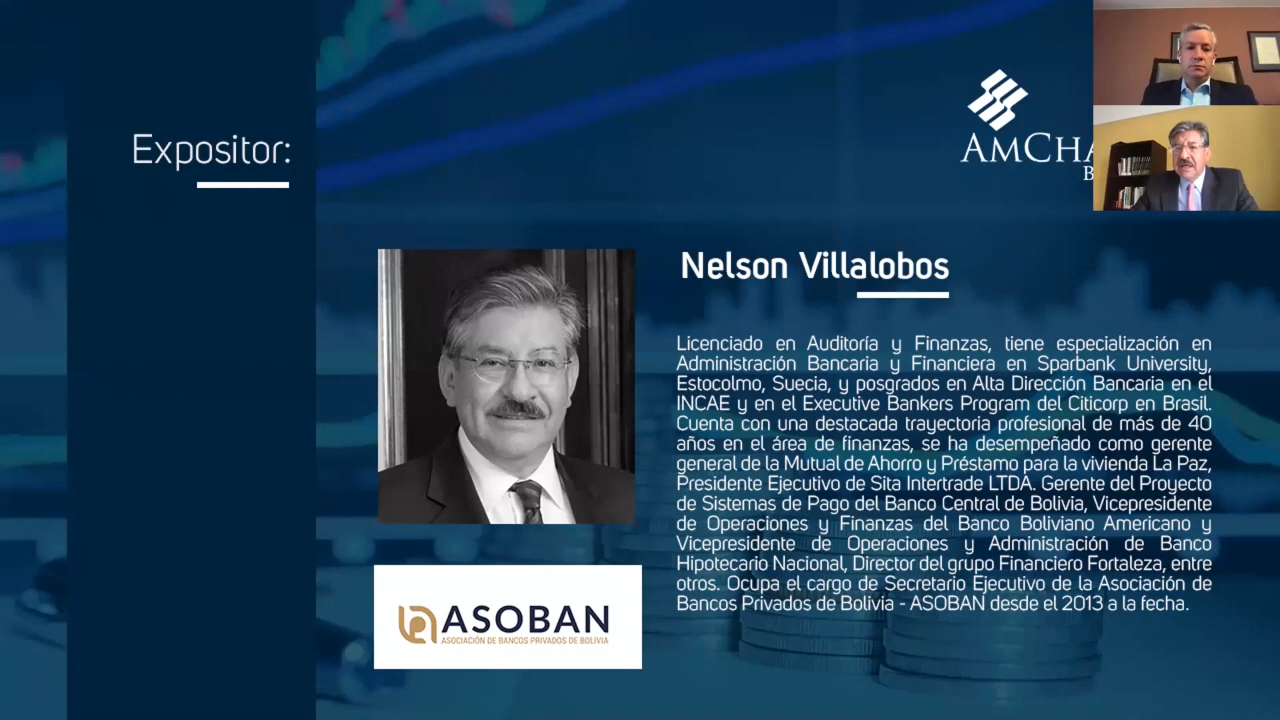 Expositor:
AMCHA
B
Nelson Villalobos
Licenciado en Auditoría y Finanzas, tiene especialización en
Administración Bancaria y Financiera en Sparbank University,
Estocolmo, Suecia, y posgrados en Alta Dirección Bancaria en el
INCAE y en el Executive Bankers Program del Citicorp en Brasil.
Cuenta con una destacada trayectoria profesional de más de 40
años en el área de finanzas, se ha desempeñado como gerente
general de la Mutual de Ahorro y Préstamo para la vivienda La Paz,
Presidente Ejecutivo de Sita Intertrade LTDA. Gerente del Proyecto
de Sistemas de Pago del Banco Central de Bolivia, Vicepresidente
de Operaciones y Finanzas del Banco Boliviano Americano y
Vicepresidente de Operaciones y Administración de Banco
Hipotecario Nacional, Director del grupo Financiero Fortaleza, entre
otros. Ocupa el cargo de Secretario Ejecutivo de la Asociación de
Bancos Privados de Bolivia - ASOBAN desde el 2013 a la fecha.
ASOBAN
ASOCIACIÓN DE BANCOS PRIVADOS DE BOLIVIA